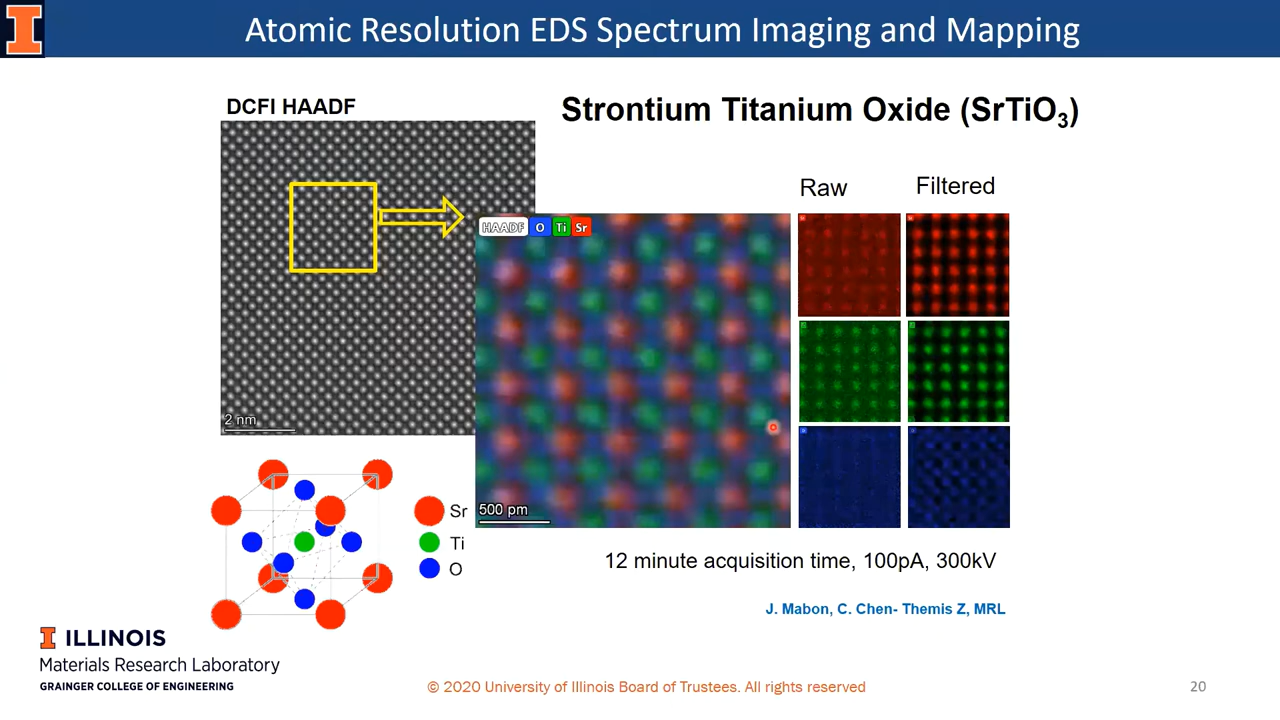 Atomic Resolution EDS Spectrum Imaging and Mapping
DCFI HAADF
Strontium Titanium Oxide (SrTiO3)
Raw
Filtered
HAADF O Ti Sr
2 nm
500 pm
Sr
Ti
O
12 minute acquisition time, 100pA, 300kV
J. Mabon, C. Chen- Themis Z, MRL
I ILLINOIS
Materials Research Laboratory
GRAINGER COLLEGE OF ENGINEERING
© 2020 University of Illinois Board of Trustees. All rights reserved
20